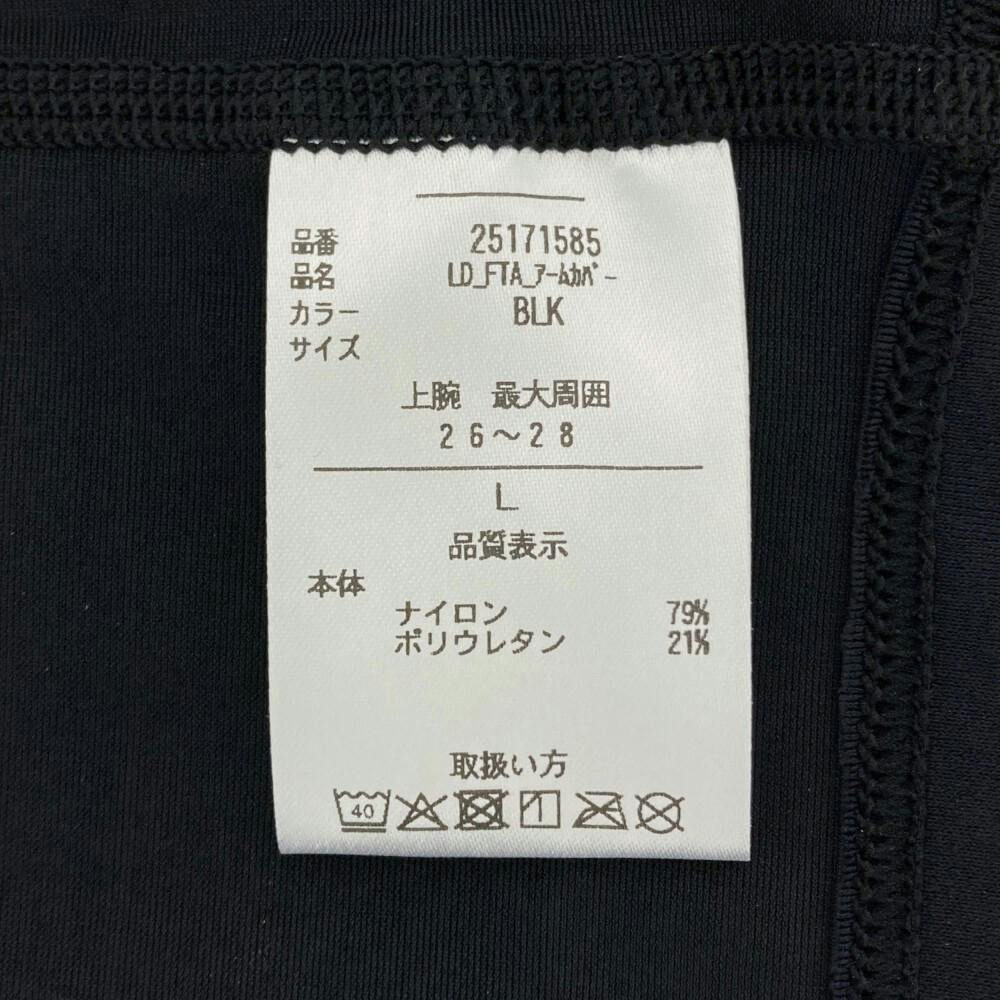 品番 25171585
品名 LD_FTA_ｱｰﾑｶﾊﾞｰ
カラー BLK
サイズ
上腕 最大周囲
26～28
L
品質表示
本体
ナイロン 79%
ポリウレタン 21%
取扱い方
40